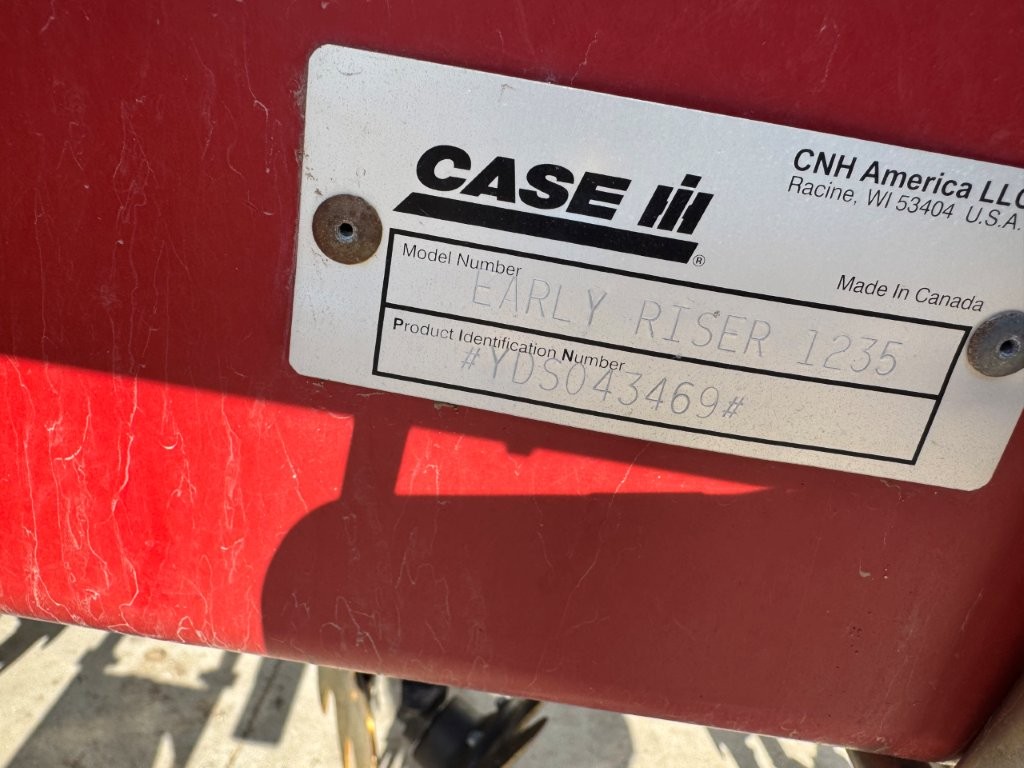 CASE IH ®
CNH America LLC
Racine, WI 53404 U.S.A.
Made In Canada
Model Number
EARLY RISER 1235
Product Identification Number
#YDS043469#